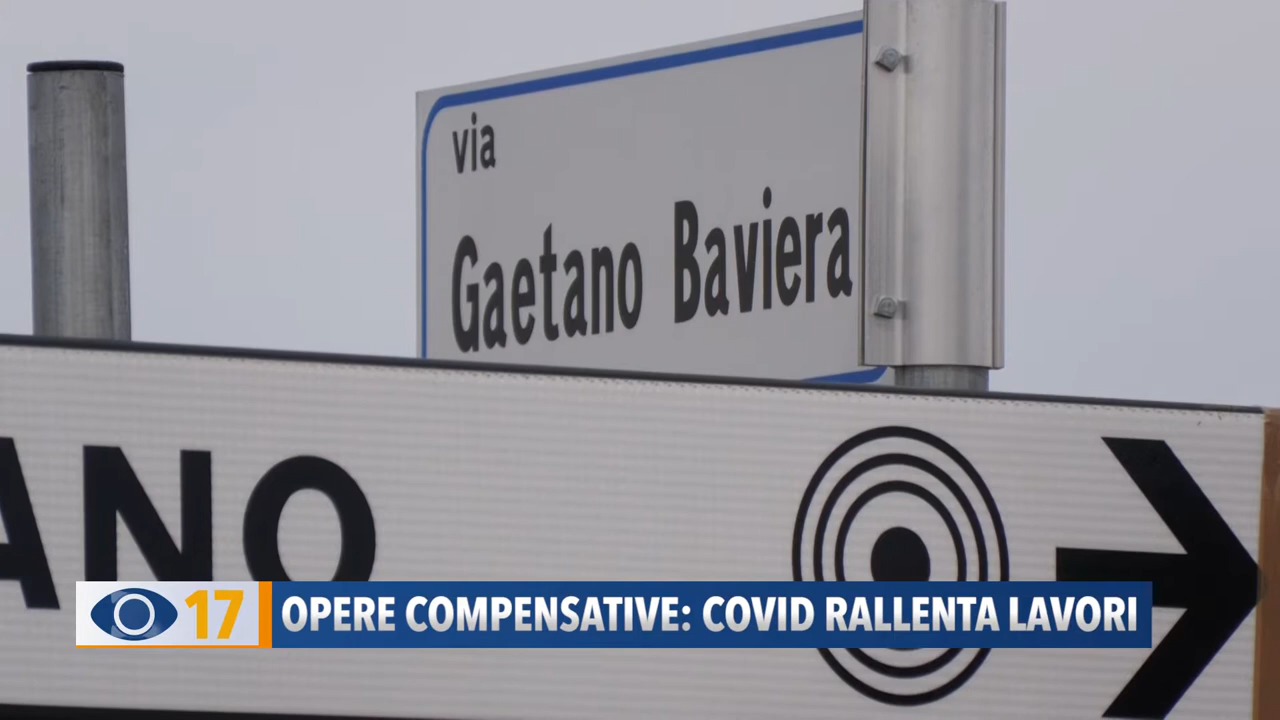 via
Gaetano Baviera
ANO
17 OPERE COMPENSATIVE: COVID RALLENTA LAVORI